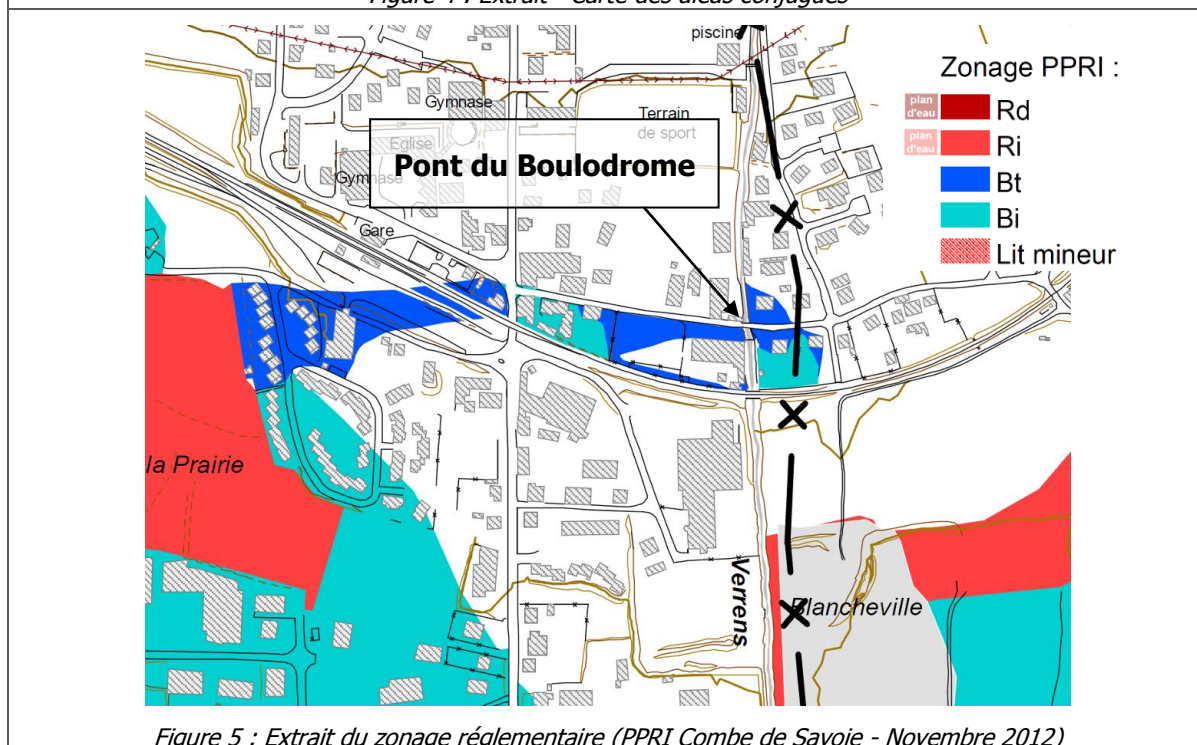 Figure 4 : Extrait - Carte des aléas conjugués
piscine
Zonage PPRI :
plan
d'eau
Rd
plan
d'eau
Ri
Bt
Bi
Lit mineur
Gymnase
Terrain
de sport
Eglise
Pont du Boulodrome
Gymnase
Gare
la Prairie
Verrens
Blancheville
Figure 5 : Extrait du zonage réglementaire (PPRI Combe de Savoie - Novembre 2012)